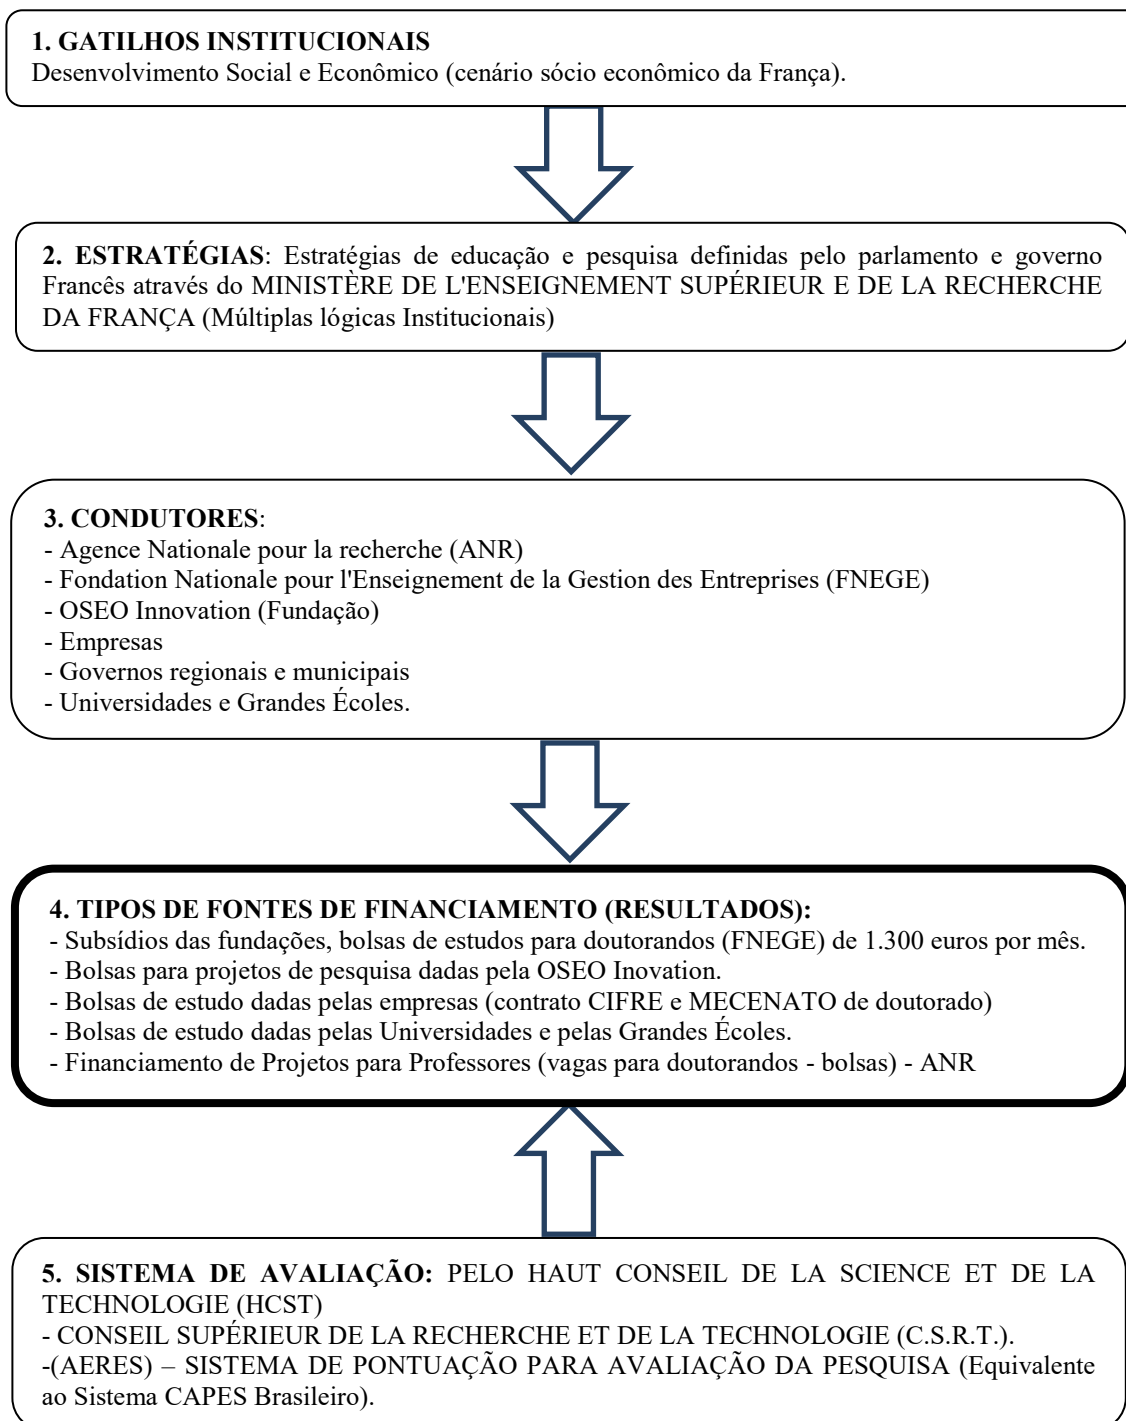 1. GATILHOS INSTITUCIONAIS
Desenvolvimento Social e Econômico (cenário sócio econômico da França).
2. ESTRATÉGIAS: Estratégias de educação e pesquisa definidas pelo parlamento e governo
Francês através do MINISTÈRE DE L'ENSEIGNEMENT SUPÉRIEUR E DE LA RECHERCHE
DA FRANÇA (Múltiplas lógicas Institucionais)
3. CONDUTORES:
- Agence Nationale pour la recherche (ANR)
- Fondation Nationale pour l'Enseignement de la Gestion des Entreprises (FNEGE)
- OSEO Innovation (Fundação)
- Empresas
- Governos regionais e municipais
- Universidades e Grandes Écoles.
4. TIPOS DE FONTES DE FINANCIAMENTO (RESULTADOS):
- Subsídios das fundações, bolsas de estudos para doutorandos (FNEGE) de 1.300 euros por mês.
- Bolsas para projetos de pesquisa dadas pela OSEO Inovation.
- Bolsas de estudo dadas pelas empresas (contrato CIFRE e MECENATO de doutorado)
- Bolsas de estudo dadas pelas Universidades e pelas Grandes Écoles.
- Financiamento de Projetos para Professores (vagas para doutorandos - bolsas) - ANR
5. SISTEMA DE AVALIAÇÃO: PELO HAUT CONSEIL DE LA SCIENCE ET DE LA
TECHNOLOGIE (HCST)
- CONSEIL SUPÉRIEUR DE LA RECHERCHE ET DE LA TECHNOLOGIE (C.S.R.T.).
-(AERES) – SISTEMA DE PONTUAÇÃO PARA AVALIAÇÃO DA PESQUISA (Equivalente
ao Sistema CAPES Brasileiro).